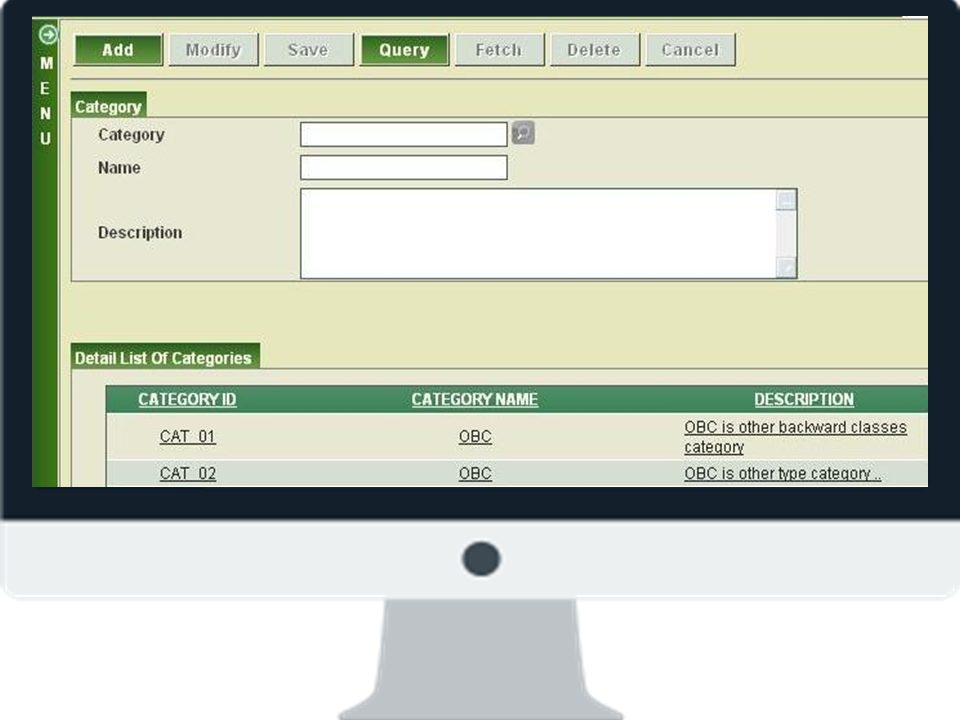 Add Modify Save Query Fetch Delete Cancel
M
E
N
U
Category
Category
Name
Description
Detail List Of Categories
CATEGORY ID CATEGORY NAME DESCRIPTION
CAT_01 OBC OBC is other backward classes
category
CAT_02 OBC OBC is other type category ..